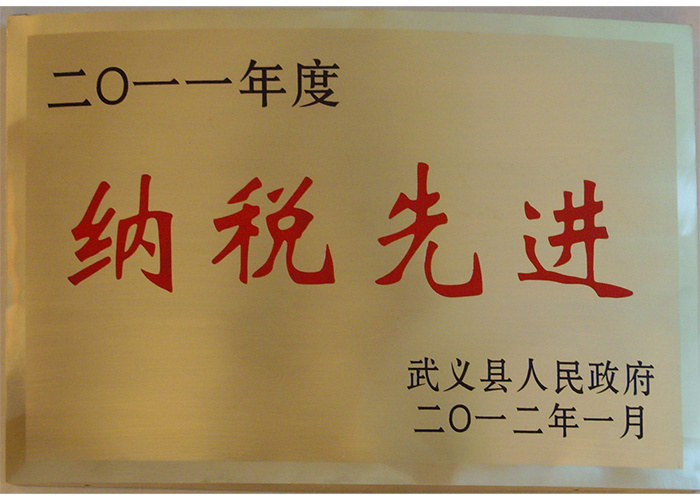 二〇一一年度
纳税先进
武义县人民政府
二〇一二年一月